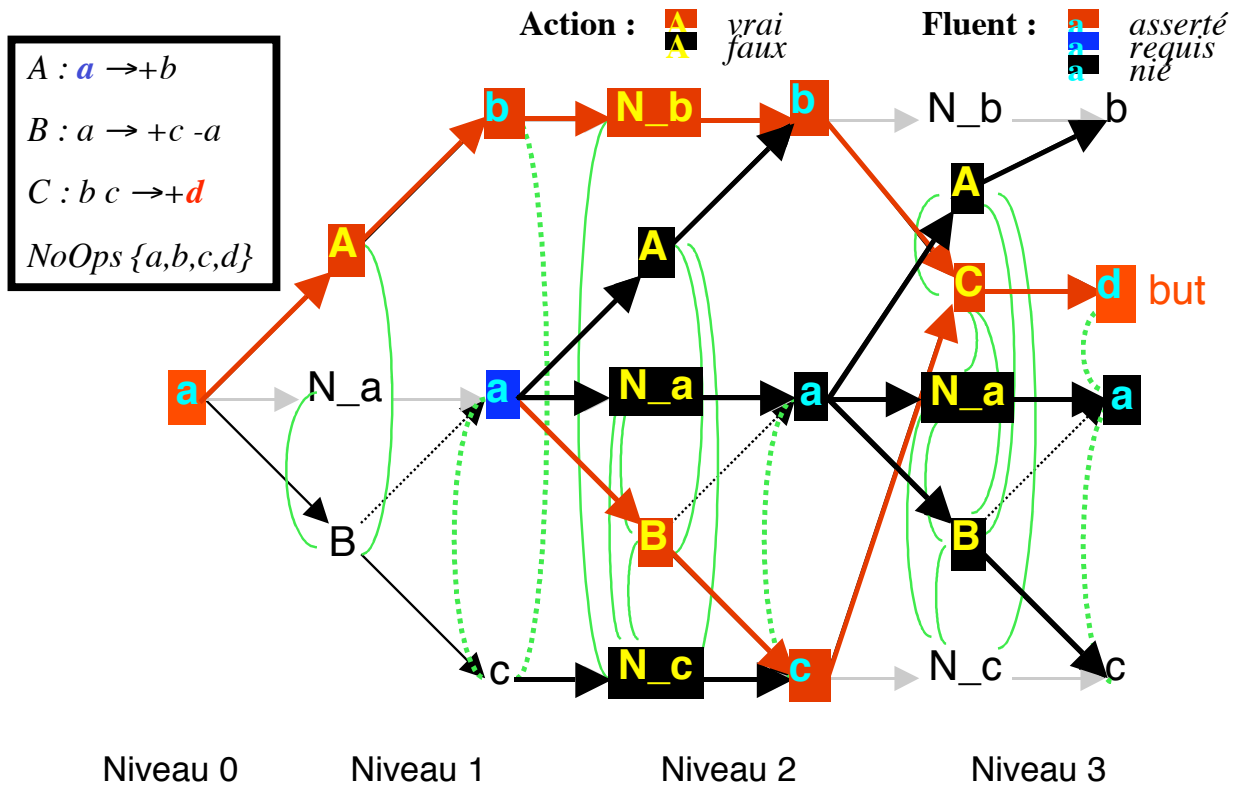 Action : A vrai
A faux
Fluent : a asserté
a requis
a nié
A : a →+b
B : a → +c -a
C : b c →+d
NoOps {a,b,c,d}
b N_b b N_b b
A
A A
C d but
a N_a a N_a a N_a a
B B B
c N_c c N_c c
Niveau 0 Niveau 1 Niveau 2 Niveau 3